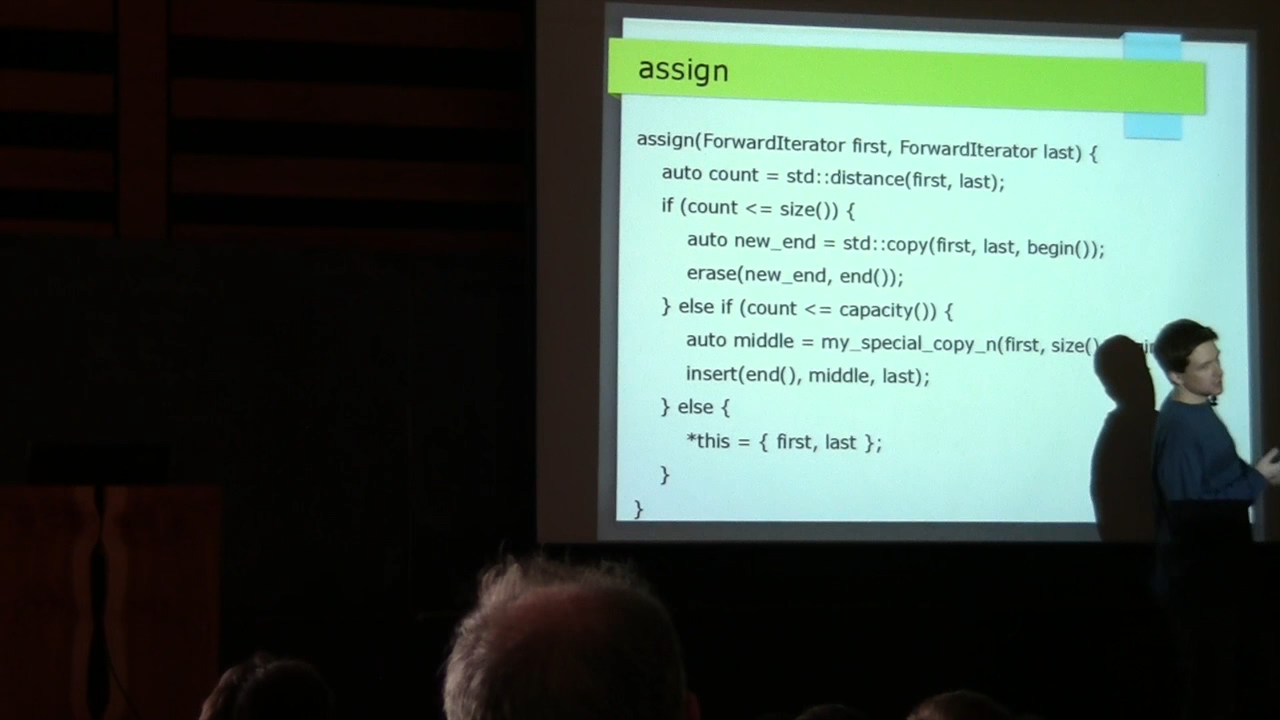 assign
assign(ForwardIterator first, ForwardIterator last) {
auto count = std::distance(first, last);
if (count <= size()) {
auto new_end = std::copy(first, last, begin());
erase(new_end, end());
} else if (count <= capacity()) {
auto middle = my_special_copy_n(first, size()
insert(end(), middle, last);
} else {
*this = { first, last };
}
}